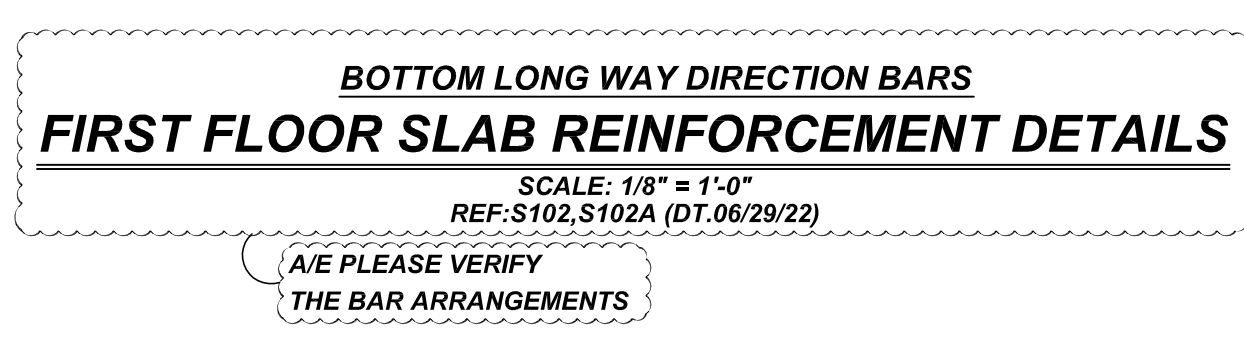 BOTTOM LONG WAY DIRECTION BARS
FIRST FLOOR SLAB REINFORCEMENT DETAILS
SCALE: 1/8" = 1'-0"
REF:S102,S102A (DT.06/29/22)
A/E PLEASE VERIFY
THE BAR ARRANGEMENTS